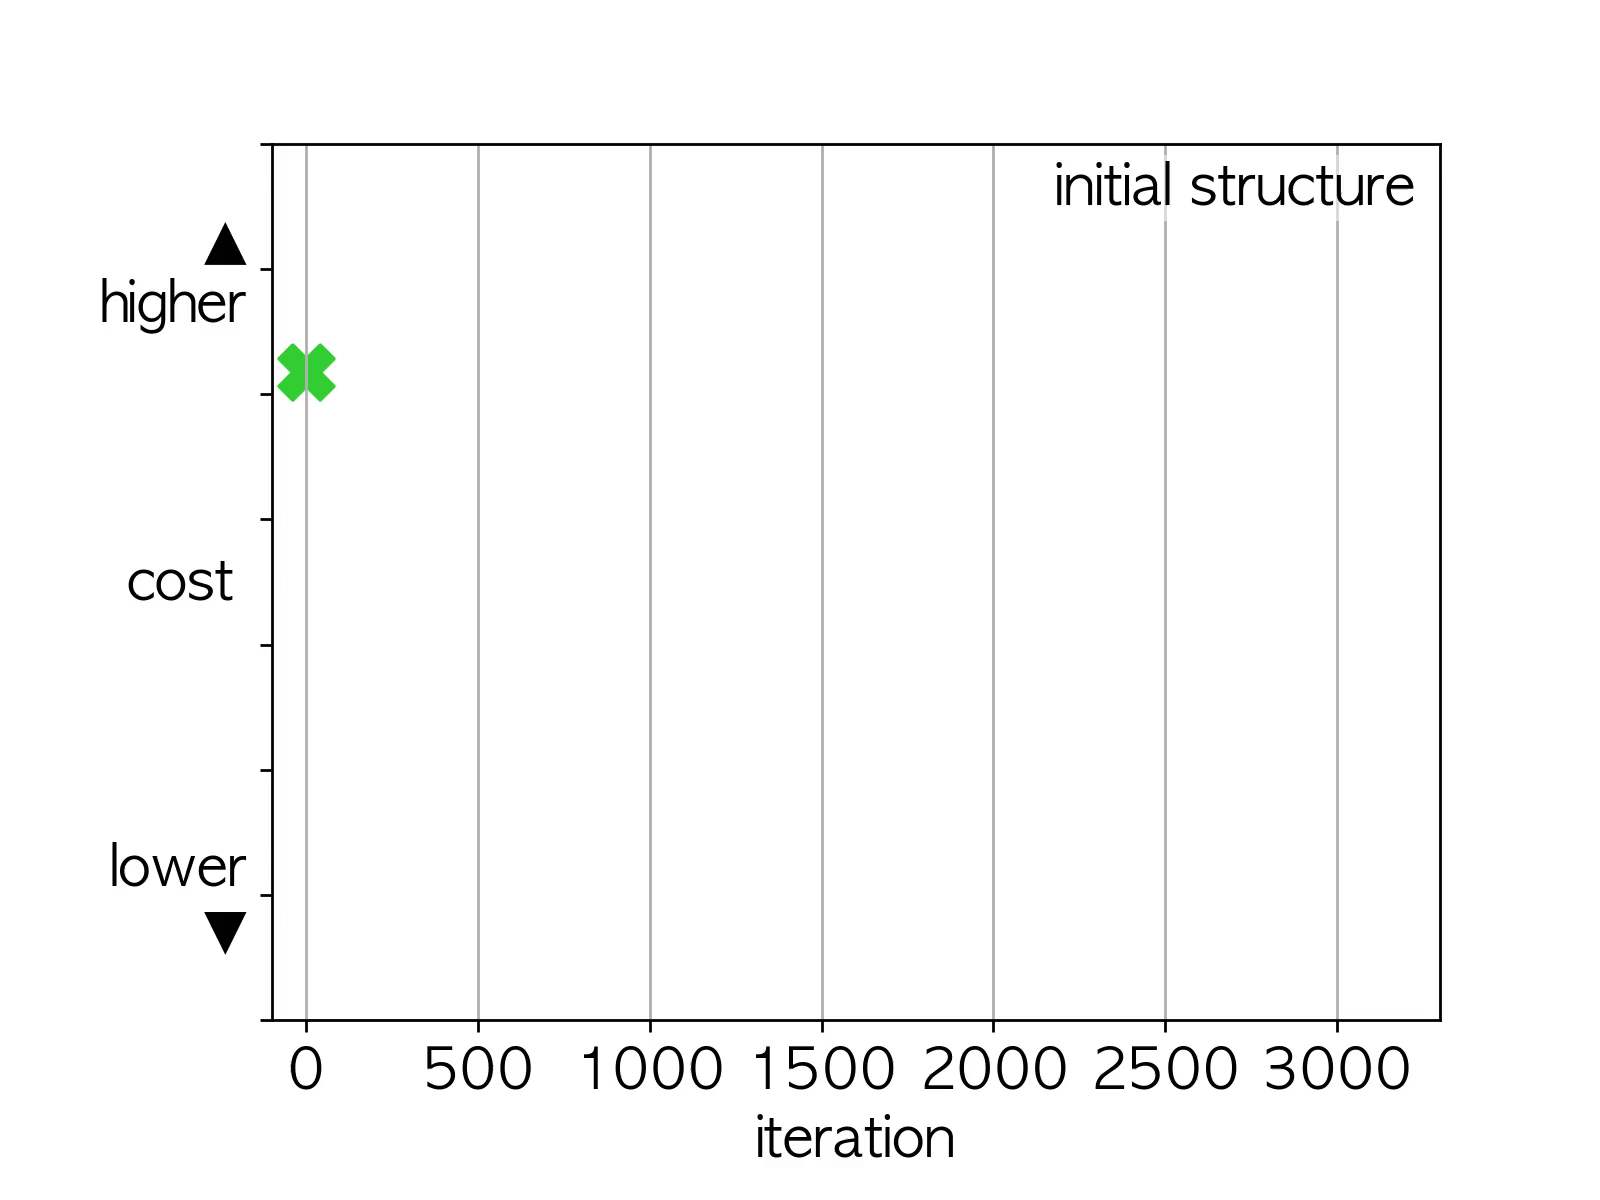 initial structure
▲
higher
cost
lower
▼
0 500 1000 1500 2000 2500 3000
iteration